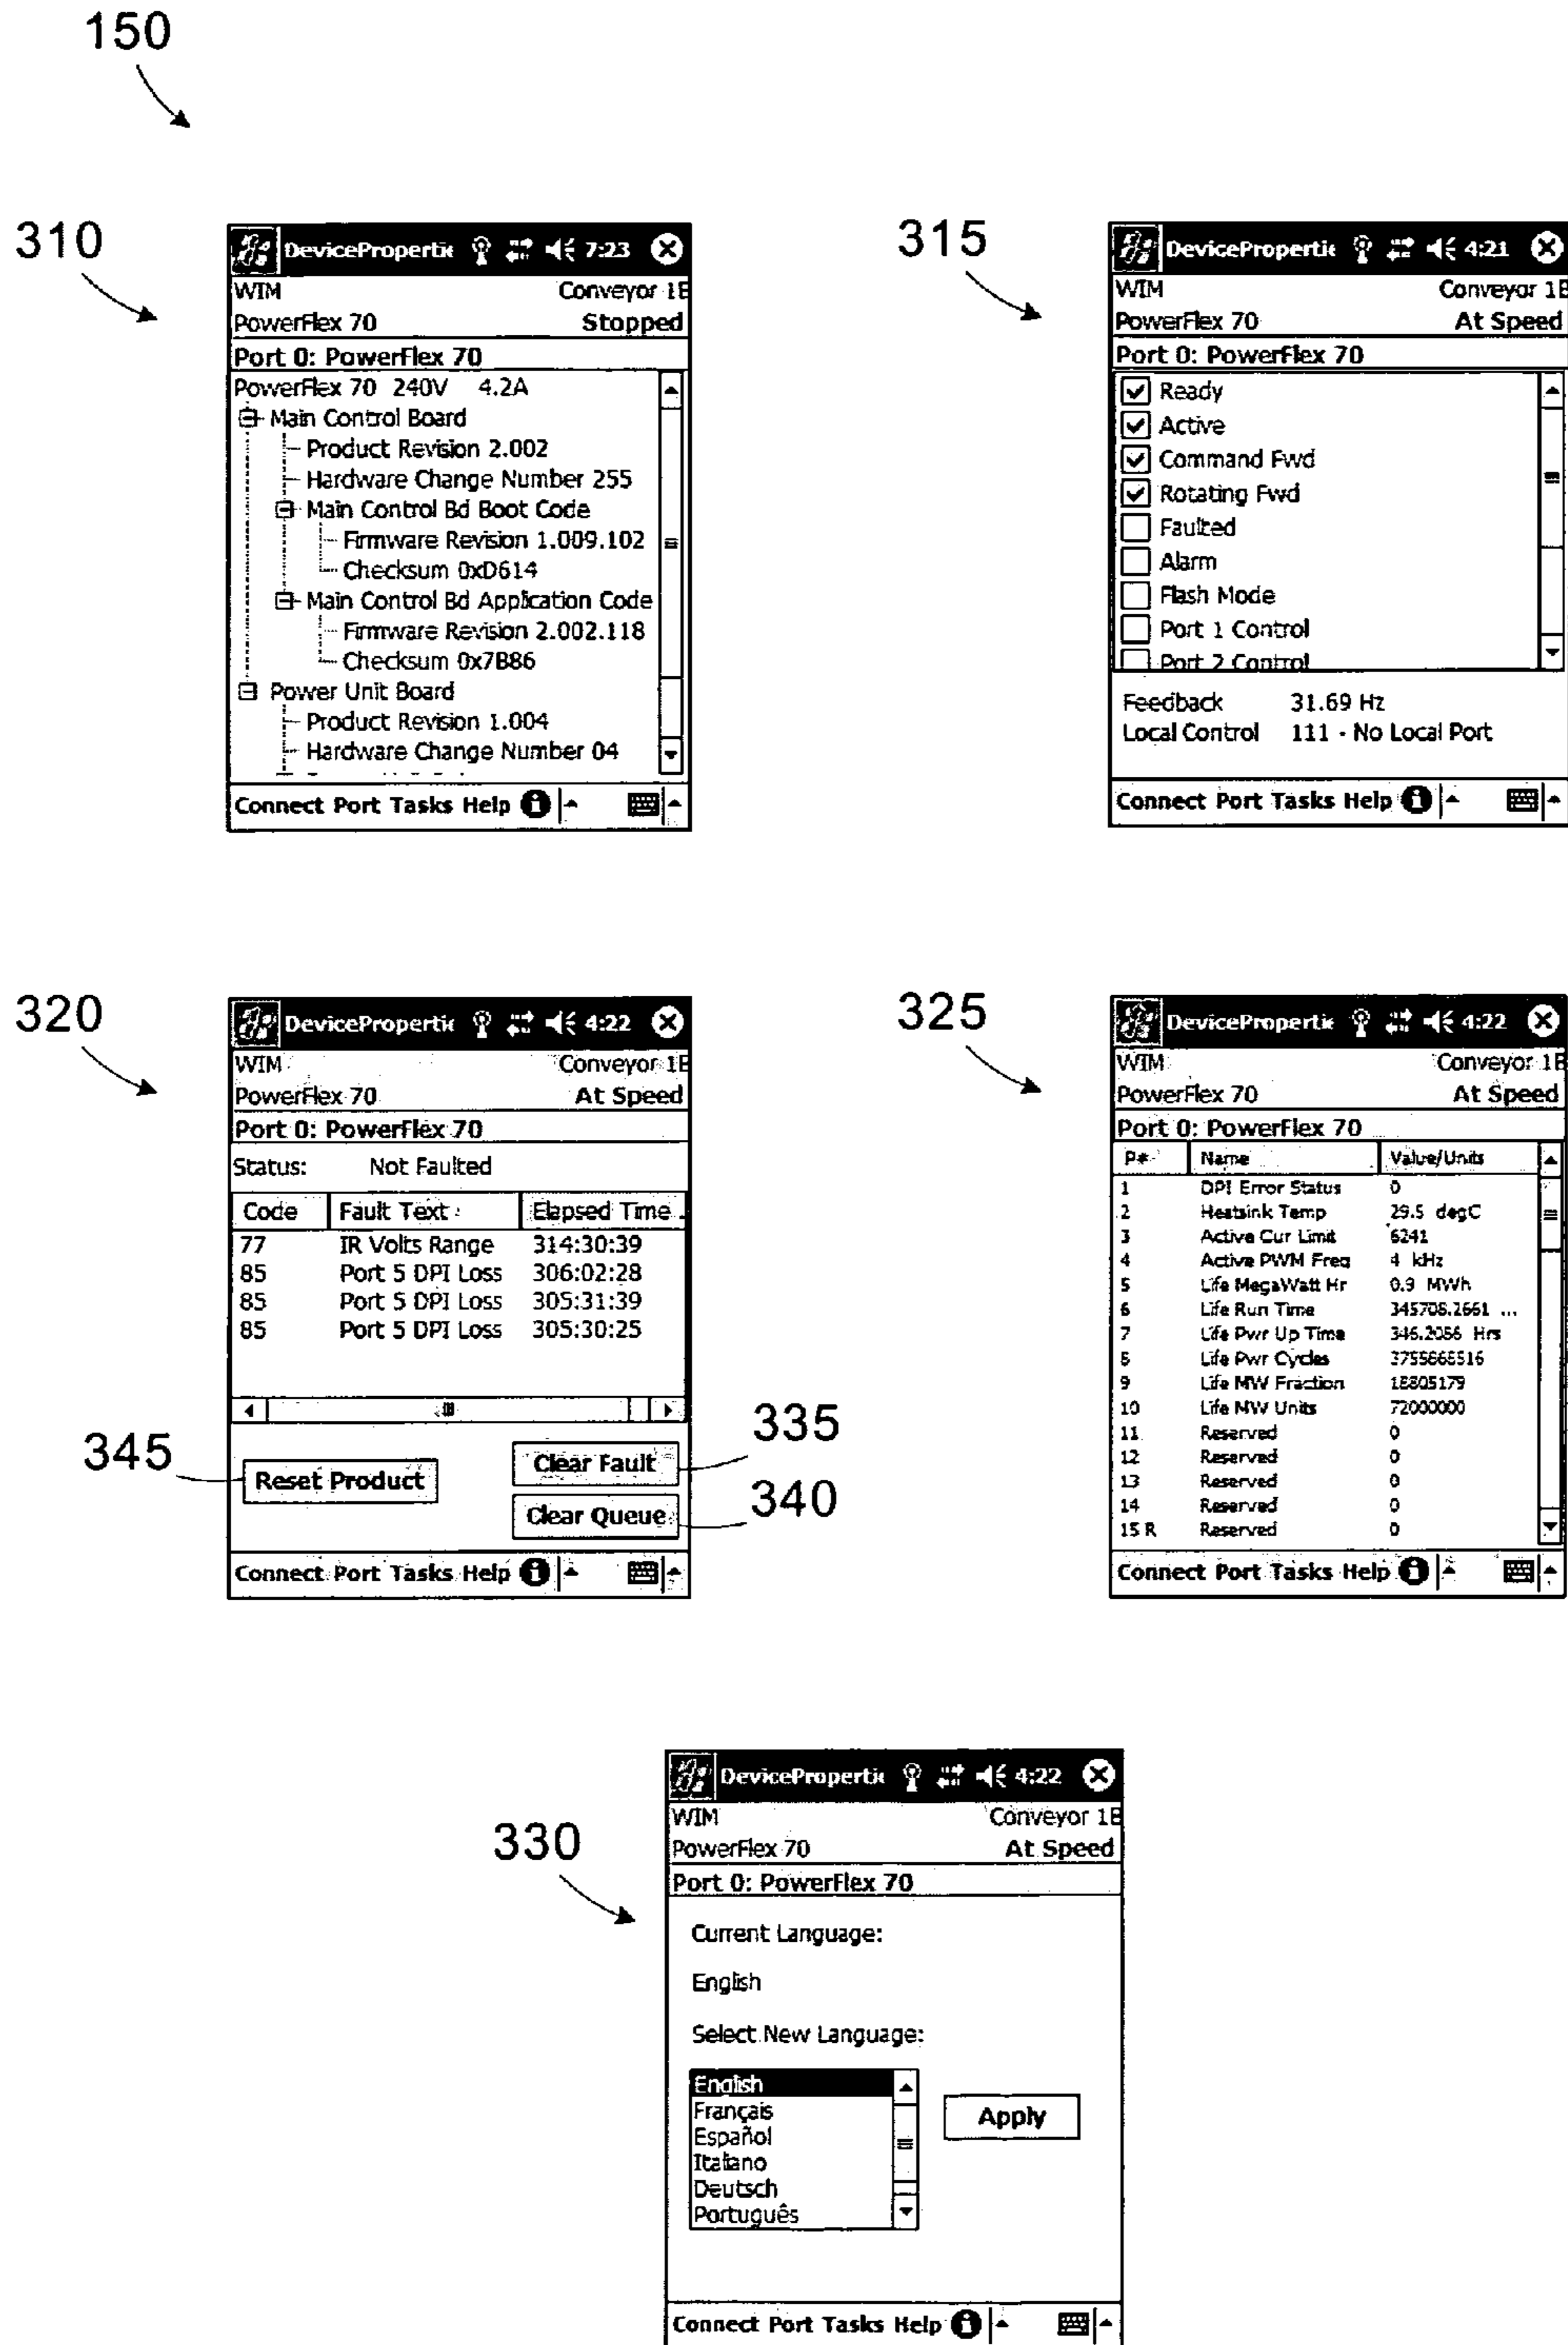 150
310
DeviceProperti 7:23
WIM Conveyor 1B
PowerFlex 70 Stopped
Port 0: PowerFlex 70
PowerFlex 70 240V 4.2A
Main Control Board
Product Revision 2.002
Hardware Change Number 255
Main Control Bd Boot Code
Firmware Revision 1.009.102
Checksum 0xD614
Main Control Bd Application Code
Firmware Revision 2.002.118
Checksum 0x7B86
Power Unit Board
Product Revision 1.004
Hardware Change Number 04
Connect Port Tasks Help
315
DeviceProperti 4:21
WIM Conveyor 1B
PowerFlex 70 At Speed
Port 0: PowerFlex 70
Ready
Active
Command Fwd
Rotating Fwd
Faulted
Alarm
Flash Mode
Port 1 Control
Port 2 Control
Feedback 31.69 Hz
Local Control 111 - No Local Port
Connect Port Tasks Help
320
DeviceProperti 4:22
WIM Conveyor 1B
PowerFlex 70 At Speed
Port 0: PowerFlex 70
Status: Not Faulted
Code Fault Text Elapsed Time
77 IR Volts Range 314:30:39
85 Port 5 DPI Loss 306:02:28
85 Port 5 DPI Loss 305:31:39
85 Port 5 DPI Loss 305:30:25
345
Reset Product
Clear Fault
335
Clear Queue
340
Connect Port Tasks Help
325
DeviceProperti 4:22
WIM Conveyor 1B
PowerFlex 70 At Speed
Port 0: PowerFlex 70
P# Name Value/Units
1 DPI Error Status 0
2 Heatsink Temp 29.5 degC
3 Active Cur Limit 6241
4 Active PWM Freq 4 kHz
5 Life MegaWatt Hr 0.9 MWh
6 Life Run Time 345708.2661 ...
7 Life Pwr Up Time 346.2086 Hrs
8 Life Pwr Cycles
9 Life MW Fraction 18805179
10 Life MW Units 72000000
11 Reserved 0
12 Reserved 0
13 Reserved 0
14 Reserved 0
15 R Reserved 0
Connect Port Tasks Help
330
DeviceProperti 4:22
WIM Conveyor 1B
PowerFlex 70 At Speed
Port 0: PowerFlex 70
Current Language:
English
Select New Language:
English
Français
Español
Italiano
Deutsch
Português
Apply
Connect Port Tasks Help